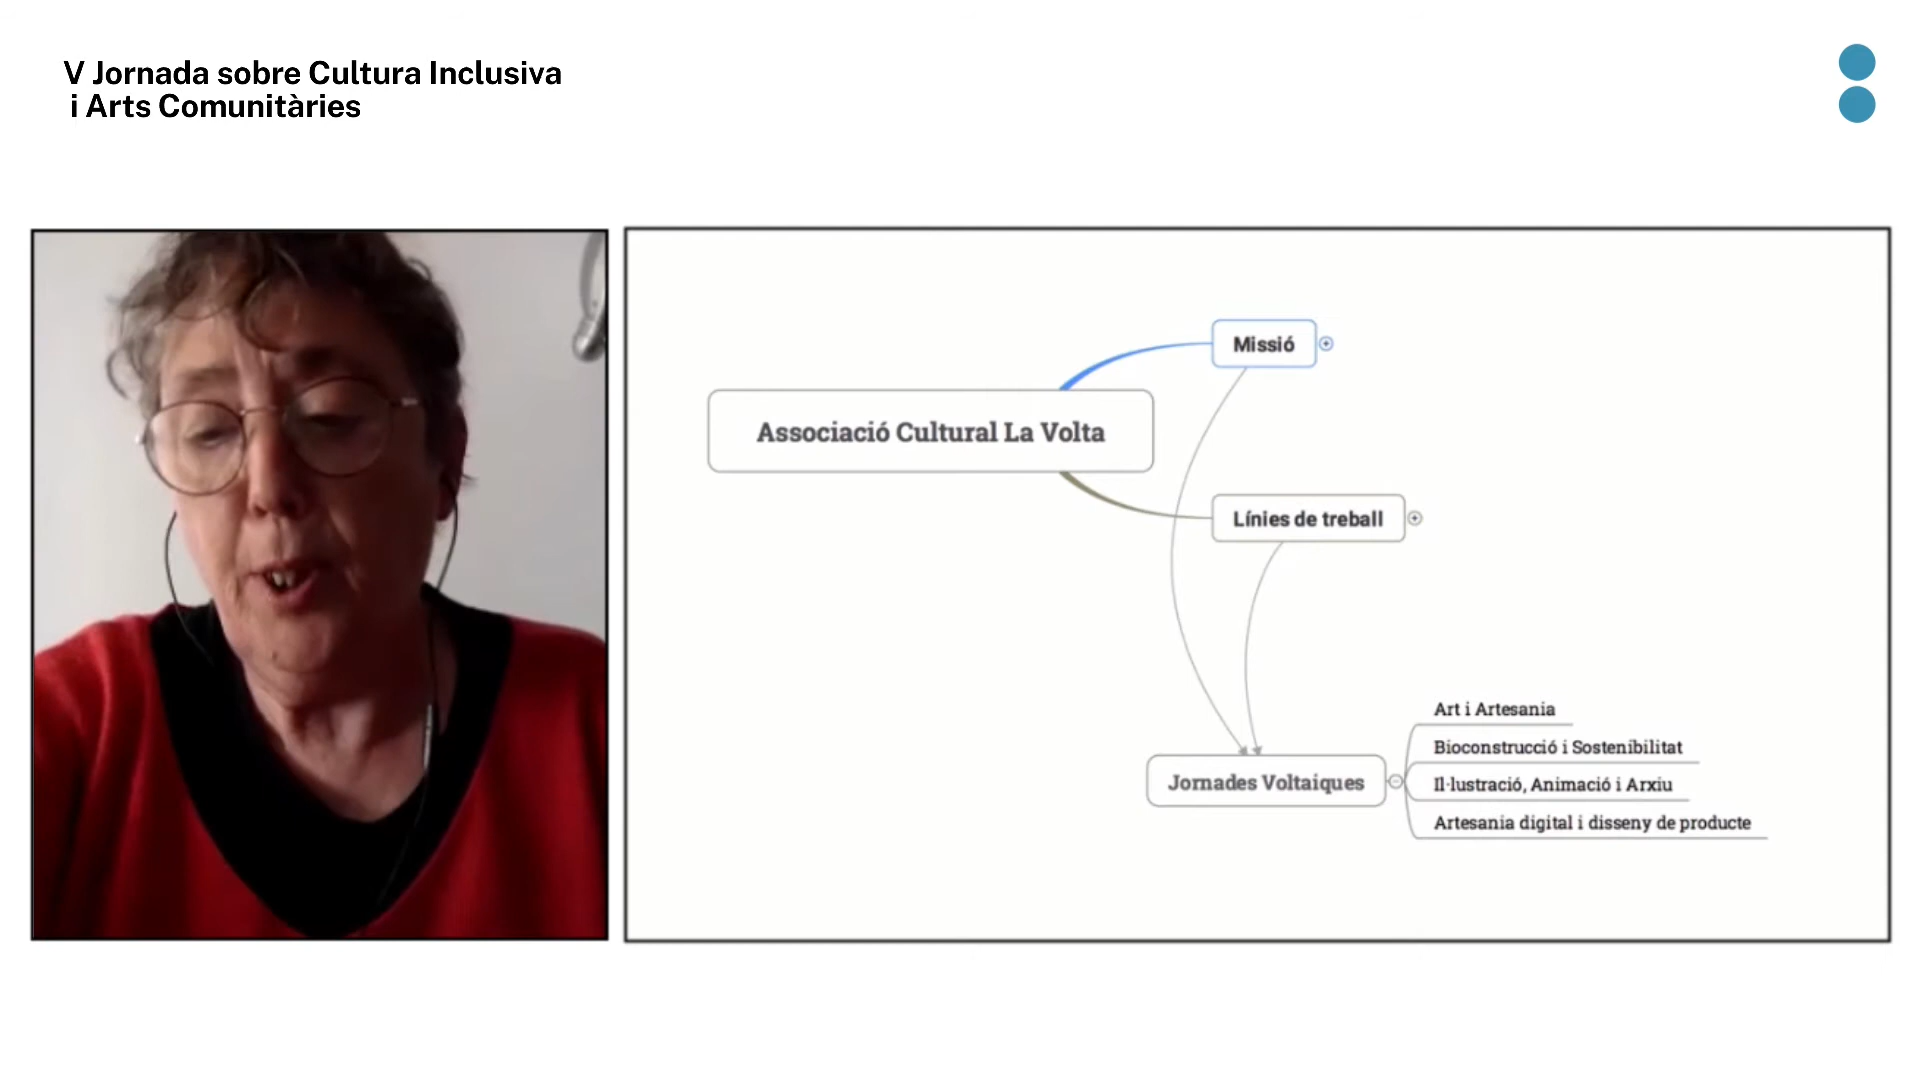 V Jornada sobre Cultura Inclusiva
i Arts Comunitàries
Missió
Associació Cultural La Volta
Línies de treball
Art i Artesania
Bioconstrucció i Sostenibilitat
Jornades Voltaiques
Il·lustració, Animació i Arxiu
Artesania digital i disseny de producte